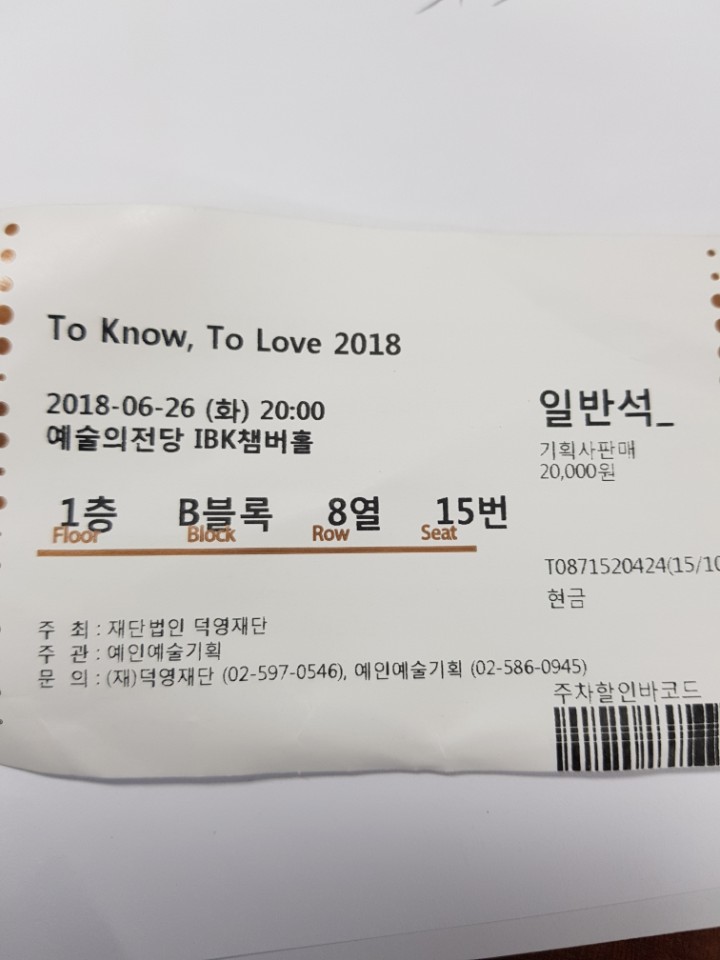 To Know, To Love 2018
2018-06-26 (화) 20:00
예술의전당 IBK챔버홀
일반석_
기획사판매
20,000원
1층 B블록 8열 15번
Floor Block Row Seat
T0871520424(15/10
현금
주 최 : 재단법인 덕영재단
주 관 : 예인예술기획
문 의 : (재)덕영재단 (02-597-0546), 예인예술기획 (02-586-0945)
주차할인바코드